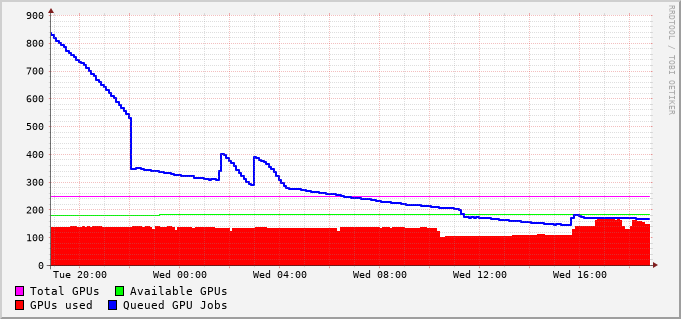 900
800
700
600
500
400
300
200
100
0
Tue 20:00 Wed 00:00 Wed 04:00 Wed 08:00 Wed 12:00 Wed 16:00
Total GPUs Available GPUs
GPUs used Queued GPU Jobs
RRDTOOL / TOBI OETIKER